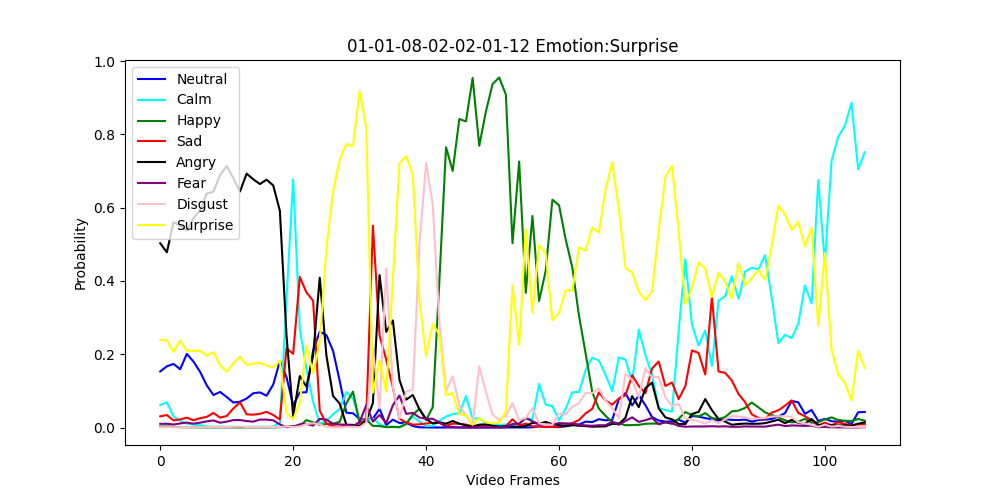 01-01-08-02-02-01-12 Emotion:Surprise
Neutral
Calm
Happy
Sad
Angry
Fear
Disgust
Surprise
Probability
1.0
0.8
0.6
0.4
0.2
0.0
0
20
40
60
80
100
Video Frames